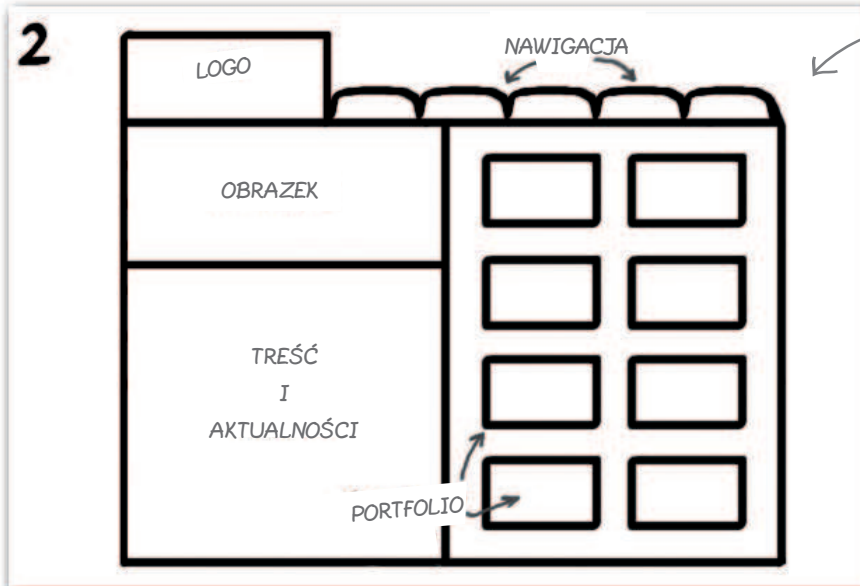 2
LOGO
NAWIGACJA
OBRAZEK
TREŚĆ
I
AKTUALNOŚCI
PORTFOLIO